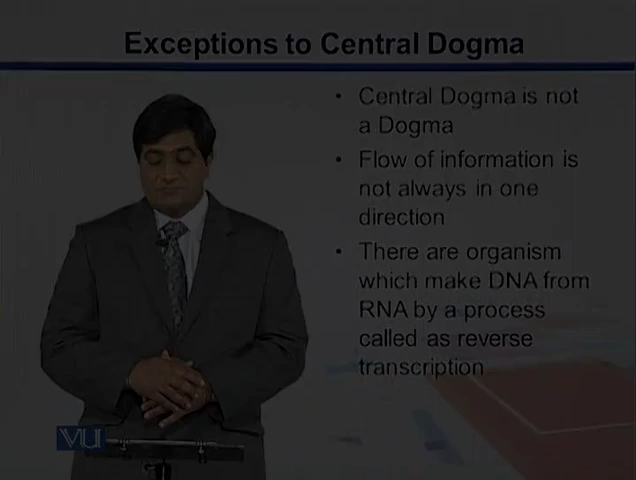 Exceptions to Central Dogma
• Central Dogma is not
a Dogma
• Flow of information is
not always in one
direction
• There are organism
which make DNA from
RNA by a process
called as reverse
transcription
VU